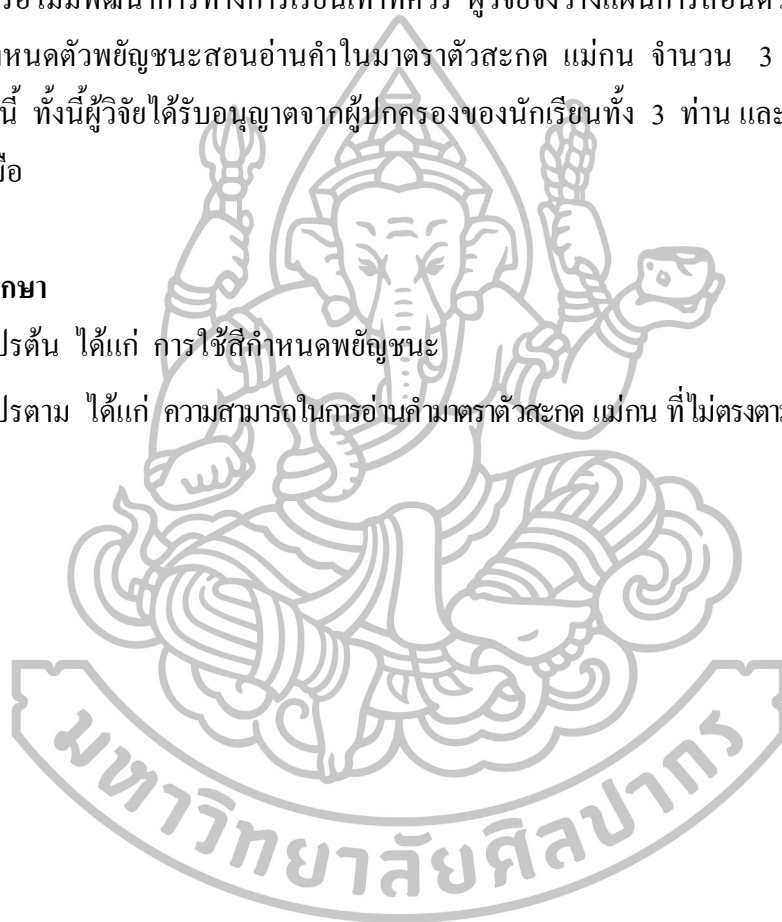 รือไม่มีพัฒนาการทางการเรียนเท่าที่ควร ผู้วิจัยจึงวางแผนการสอนด้ว
หนดตัวพยัญชนะสอนอ่านคำในมาตราตัวสะกด แม่กน จำนวน 3
นี้ ทั้งนี้ผู้วิจัยได้รับอนุญาตจากผู้ปกครองของนักเรียนทั้ง 3 ท่าน และ
มือ
กษา
ปรต้น ได้แก่ การใช้สีกำหนดพยัญชนะ
ปรตาม ได้แก่ ความสามารถในการอ่านคำมาตราตัวสะกด แม่กน ที่ไม่ตรงตาม
มหาวิทยาลัยศิลปากร